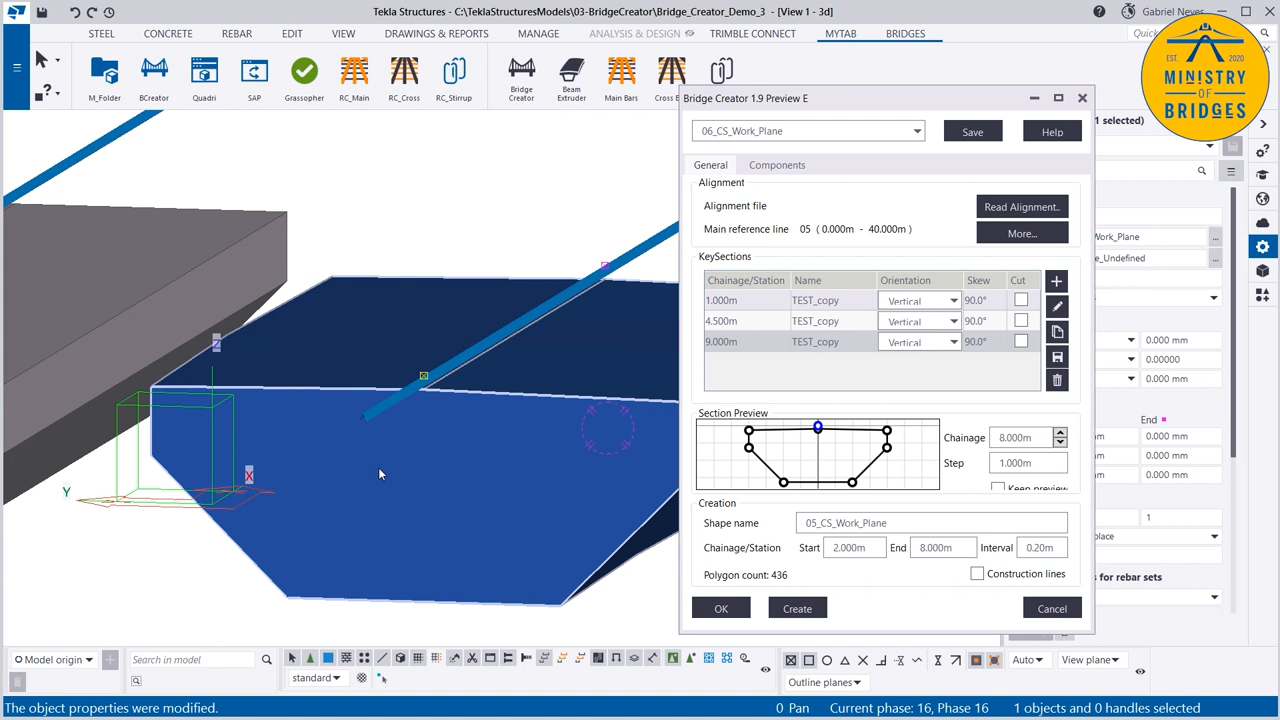 Tekla Structures - C:\TeklaStructuresModels\03-BridgeCreator\Bridge_Creator_Demo_3 - [View 1 - 3d]
Gabriel Neves
STEEL CONCRETE REBAR EDIT VIEW DRAWINGS & REPORTS MANAGE ANALYSIS & DESIGN TRIMBLE CONNECT MYTAB BRIDGES
M_Folder BCreator Quadri SAP Grassopher RC_Main RC_Cross RC_Stirrup Bridge Creator Beam Extruder Main Bars Cross B
EST. 2020
MINISTRY
OF
BRIDGES
Bridge Creator 1.9 Preview E
1 selected)
06_CS_Work_Plane Save Help
General Components
Alignment
Alignment file Read Alignment..
Main reference line 05 ( 0.000m - 40.000m ) More...
Work_Plane ...
e_Undefined ...
KeySections
Chainage/Station Name Orientation Skew Cut
1.000m TEST_copy Vertical 90.0°
4.500m TEST_copy Vertical 90.0°
9.000m TEST_copy Vertical 90.0°
0.000 mm
0.00000
0.000 mm
Z
X
Y
Section Preview
Chainage 8.000m
Step 1.000m
Keep preview
End
mm 0.000 mm
mm 0.000 mm
mm 0.000 mm
Creation
Shape name 05_CS_Work_Plane
Chainage/Station Start 2.000m End 8.000m Interval 0.20m
Polygon count: 436 Construction lines
1
place
s for rebar sets
OK Create Cancel
Model origin Search in model
standard
Auto View plane
Outline planes
The object properties were modified. 0 Pan Current phase: 16, Phase 16 1 objects and 0 handles selected